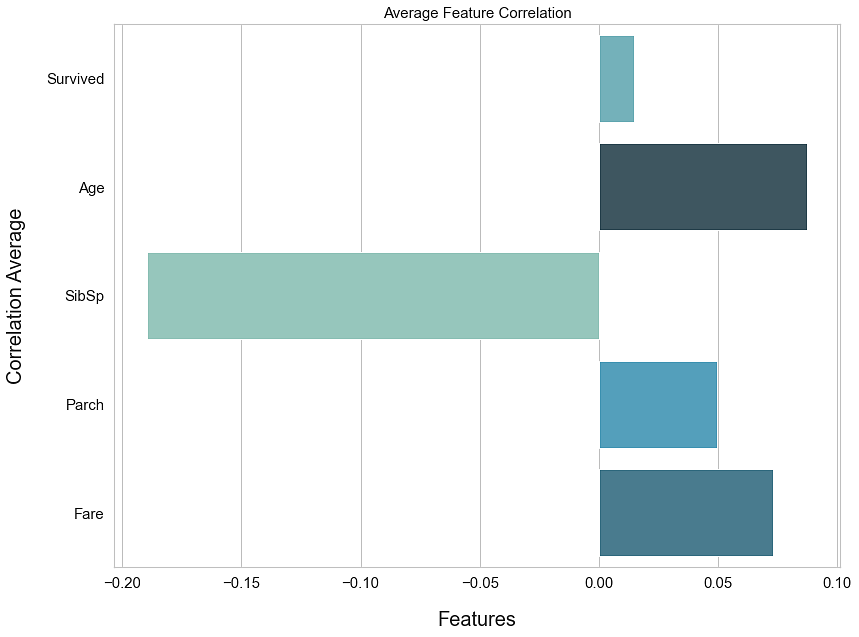 Average Feature Correlation
Correlation Average
Survived
Age
SibSp
Parch
Fare
−0.20 −0.15 −0.10 −0.05 0.00 0.05 0.10
Features